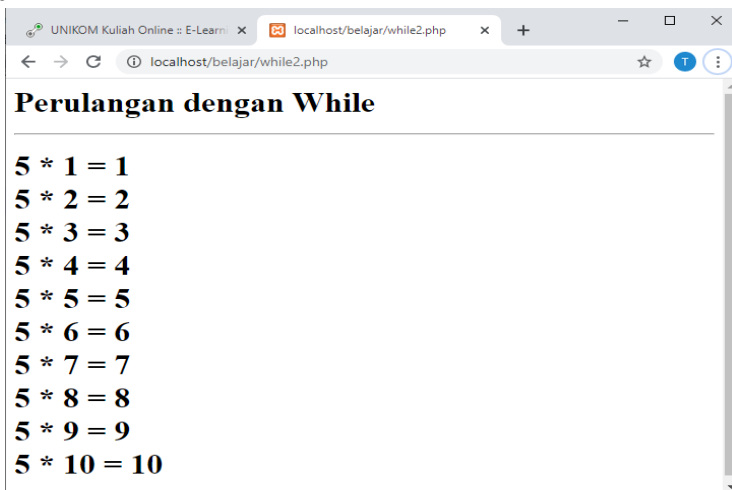 UNIKOM Kuliah Online :: E-Learni
localhost/belajar/while2.php
localhost/belajar/while2.php
T
Perulangan dengan While
5 * 1 = 1
5 * 2 = 2
5 * 3 = 3
5 * 4 = 4
5 * 5 = 5
5 * 6 = 6
5 * 7 = 7
5 * 8 = 8
5 * 9 = 9
5 * 10 = 10